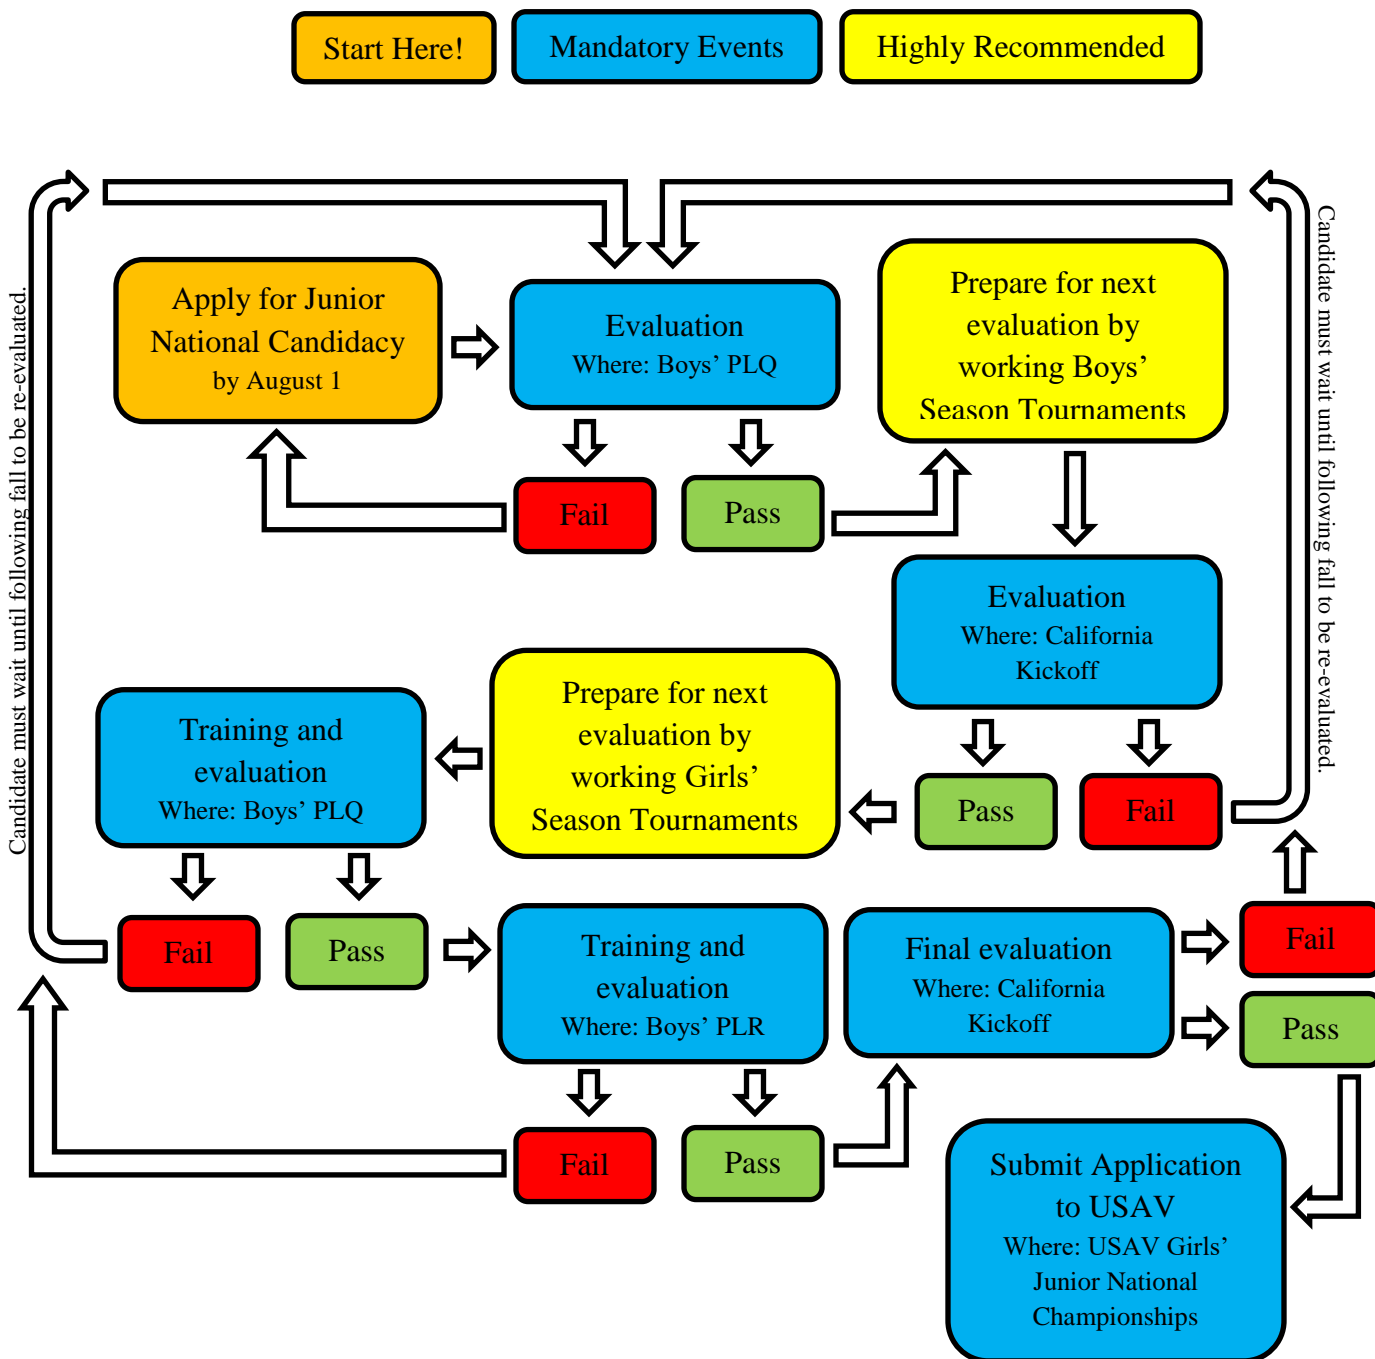 Start Here!
Mandatory Events
Highly Recommended
Candidate must wait until following fall to be re-evaluated.
Candidate must wait until following fall to be re-evaluated.
Apply for Junior
National Candidacy
by August 1
Evaluation
Where: Boys’ PLQ
Prepare for next
evaluation by
working Boys’
Season Tournaments
Fail
Pass
Evaluation
Where: California
Kickoff
Prepare for next
evaluation by
working Girls’
Season Tournaments
Training and
evaluation
Where: Boys’ PLQ
Pass
Fail
Fail
Pass
Training and
evaluation
Where: Boys’ PLR
Final evaluation
Where: California
Kickoff
Fail
Pass
Fail
Pass
Submit Application
to USAV
Where: USAV Girls’
Junior National
Championships